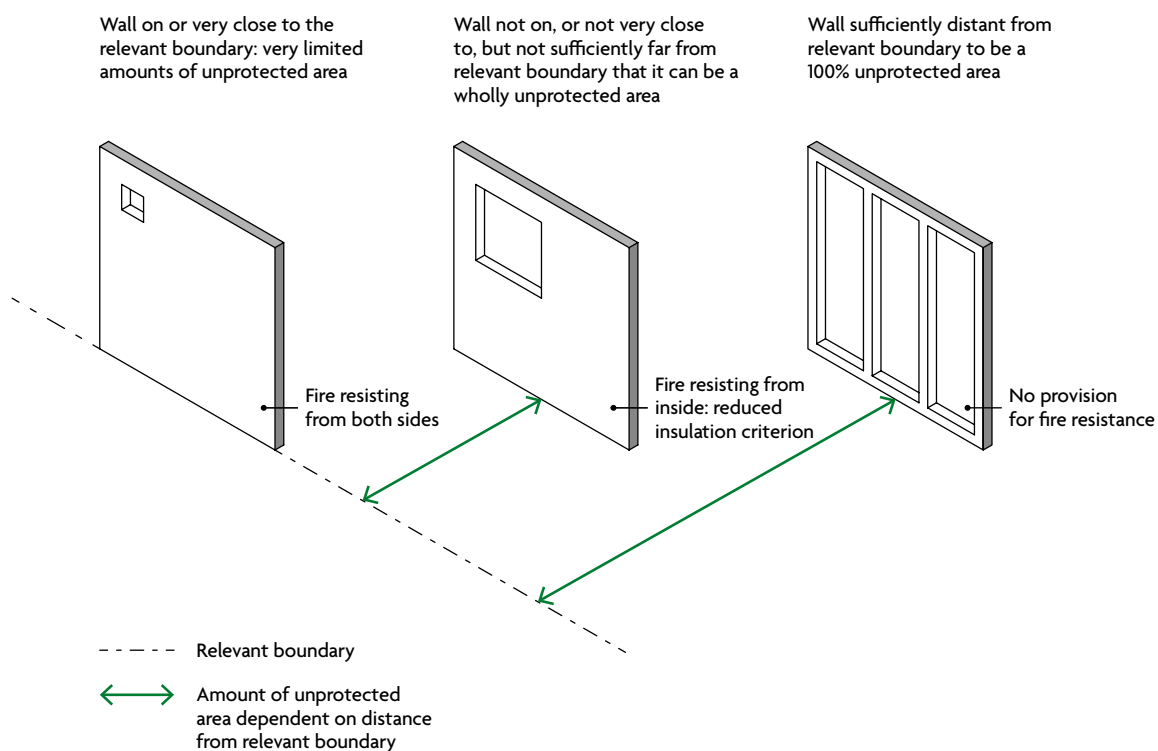 Wall on or very close to the
relevant boundary: very limited
amounts of unprotected area
Wall not on, or not very close
to, but not sufficiently far from
relevant boundary that it can be a
wholly unprotected area
Wall sufficiently distant from
relevant boundary to be a
100% unprotected area
Fire resisting
from both sides
Fire resisting from
inside: reduced
insulation criterion
No provision
for fire resistance
Relevant boundary
Amount of unprotected
area dependent on distance
from relevant boundary